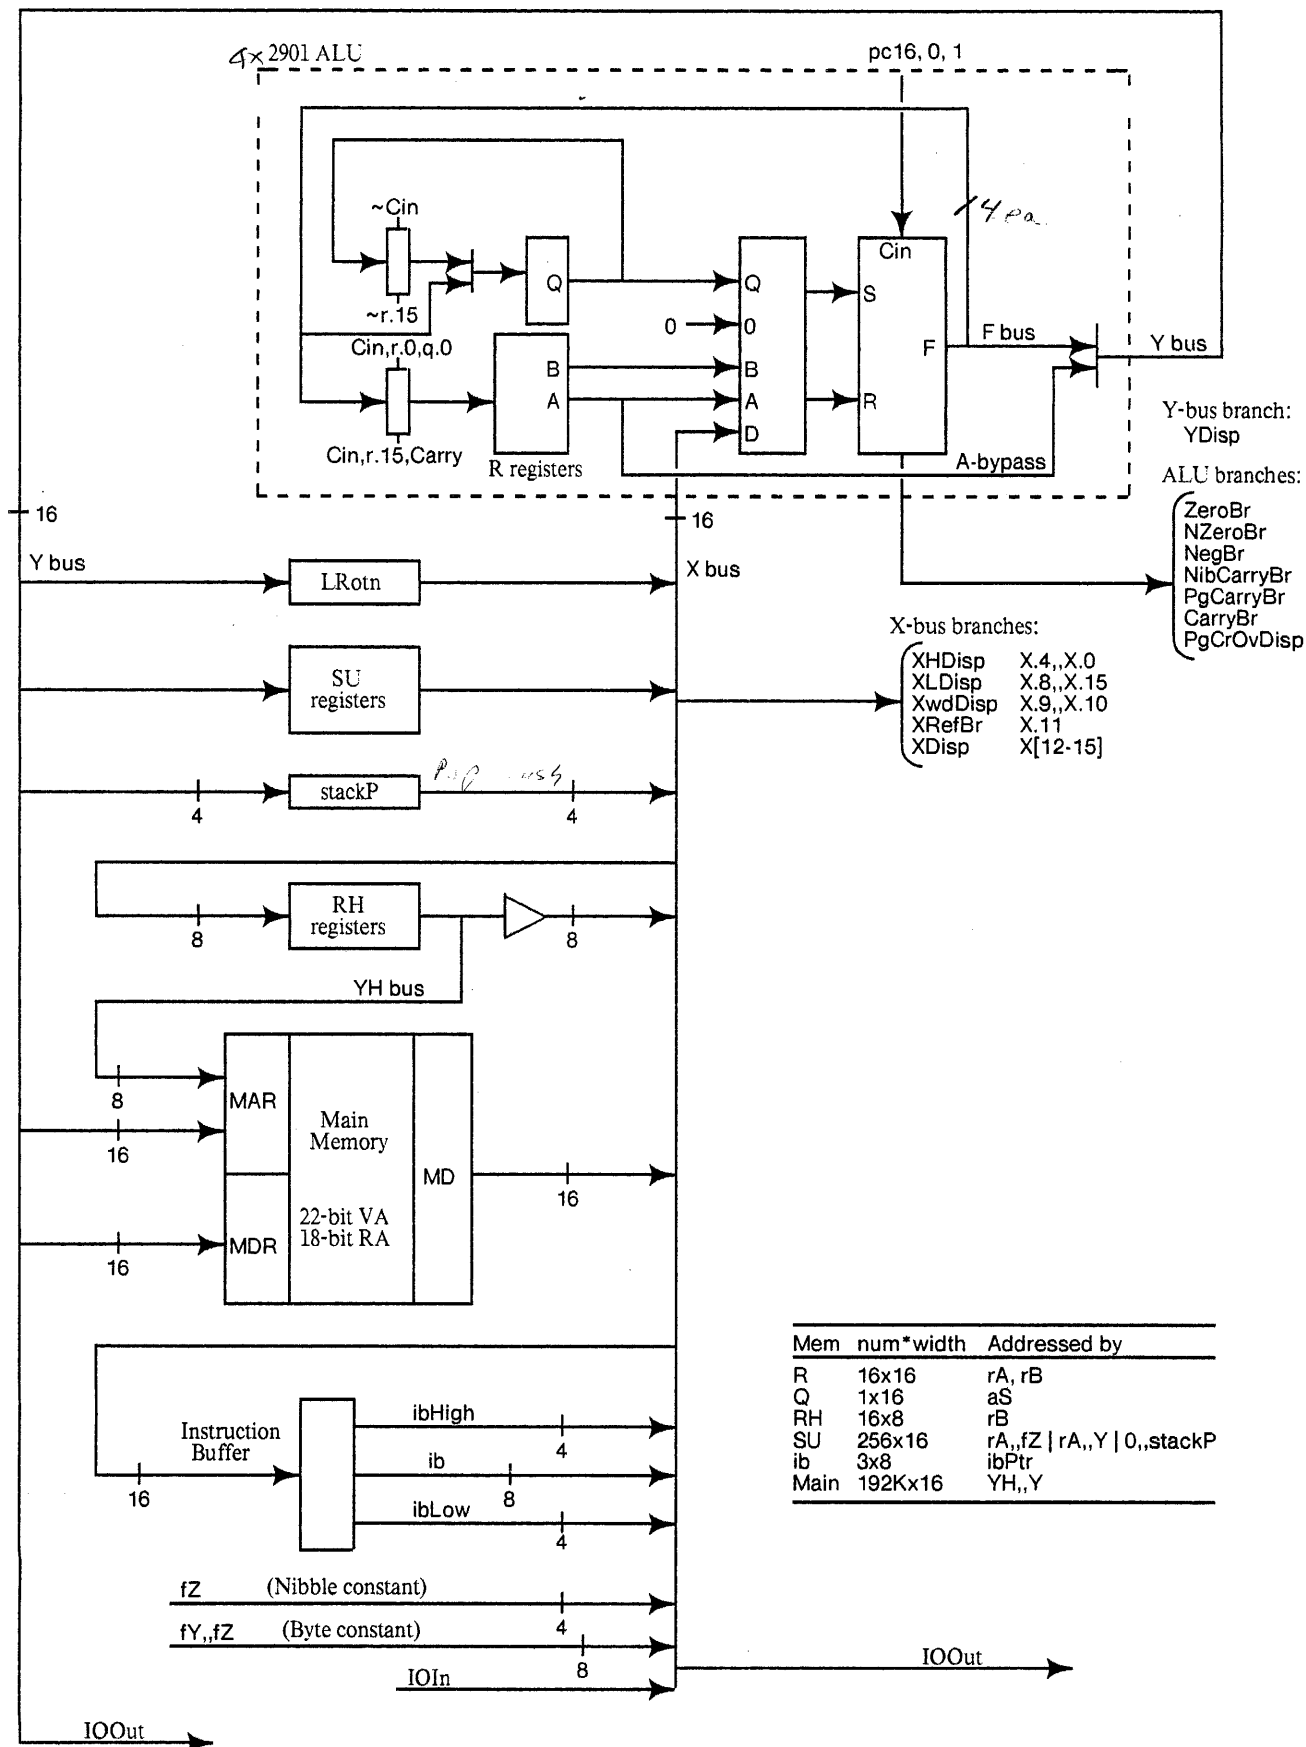 4x 2901 ALU
pc16, 0, 1
4 ea.
~Cin
~r.15
Cin,r.0,q.0
Cin,r.15,Carry
Q
B
A
R registers
0
Q
0
B
A
D
Cin
S
F
R
F bus
Y bus
A-bypass
Y-bus branch:
YDisp
ALU branches:
ZeroBr
NZeroBr
NegBr
NibCarryBr
PgCarryBr
CarryBr
PgCrOvDisp
16
16
Y bus
LRotn
X bus
X-bus branches:
XHDisp X.4,,X.0
XLDisp X.8,,X.15
XwdDisp X.9,,X.10
XRefBr X.11
XDisp X[12-15]
SU
registers
4
stackP
4
8
RH
registers
8
YH bus
8
MAR
16
Main
Memory
MD
16
22-bit VA
18-bit RA
MDR
16
Mem num*width Addressed by
R 16x16 rA, rB
Q 1x16 aS
RH 16x8 rB
SU 256x16 rA,,fZ | rA,,Y | 0,,stackP
ib 3x8 ibPtr
Main 192Kx16 YH,,Y
Instruction
Buffer
16
ibHigh
4
ib
8
ibLow
4
fZ (Nibble constant)
4
fY,,fZ (Byte constant)
8
IOIn
IOOut
IOOut